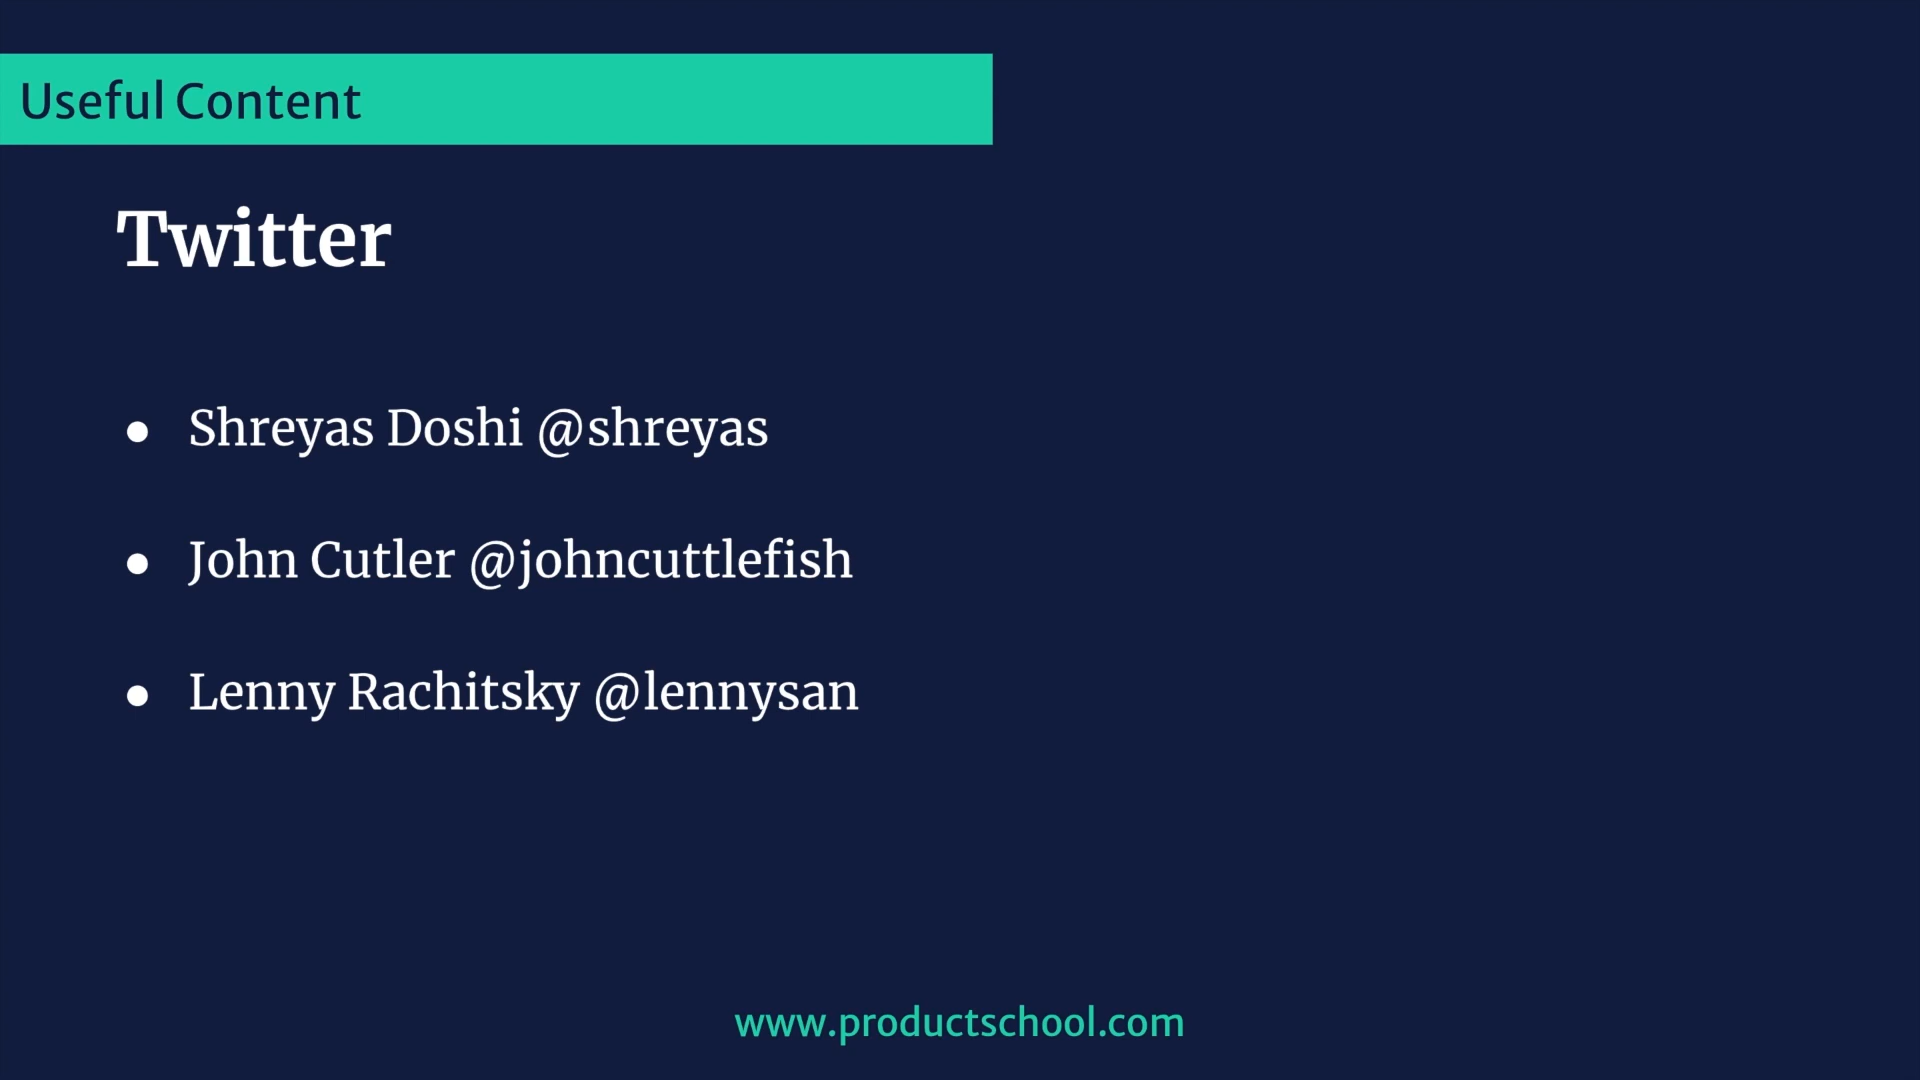 Useful Content
Twitter
● Shreyas Doshi @shreyas
● John Cutler @johncuttlefish
● Lenny Rachitsky @lennysan
www.productschool.com